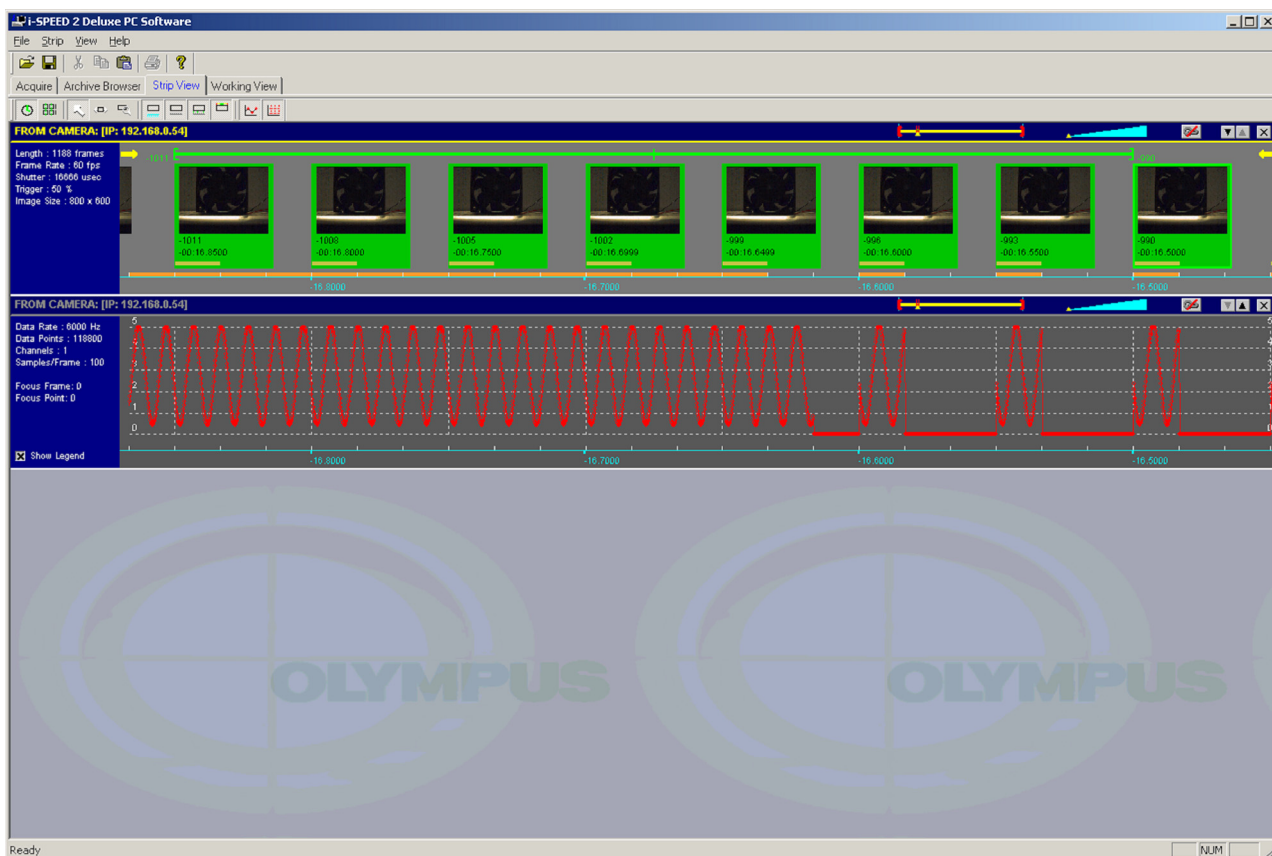 i-SPEED 2 Deluxe PC Software
File Strip View Help
Acquire Archive Browser Strip View Working View
FROM CAMERA: [IP: 192.168.0.54]
Length : 1188 frames
Frame Rate : 60 fps
Shutter : 16666 usec
Trigger : 50 %
Image Size : 800 x 600
-1011 -990
-1011 -1008 -1005 -1002 -999 -996 -993 -990
-00:16.8500 -00:16.8000 -00:16.7500 -00:16.6999 -00:16.6499 -00:16.6000 -00:16.5500 -00:16.5000
-16.8000 -16.7000 -16.6000 -16.5000
FROM CAMERA: [IP: 192.168.0.54]
Data Rate : 6000 Hz
Data Points : 118800
Channels : 1
Samples/Frame : 100
Focus Frame: 0
Focus Point: 0
5
4
3
2
1
0
Show Legend
-16.8000 -16.7000 -16.6000 -16.5000
OLYMPUS OLYMPUS
Ready NUM